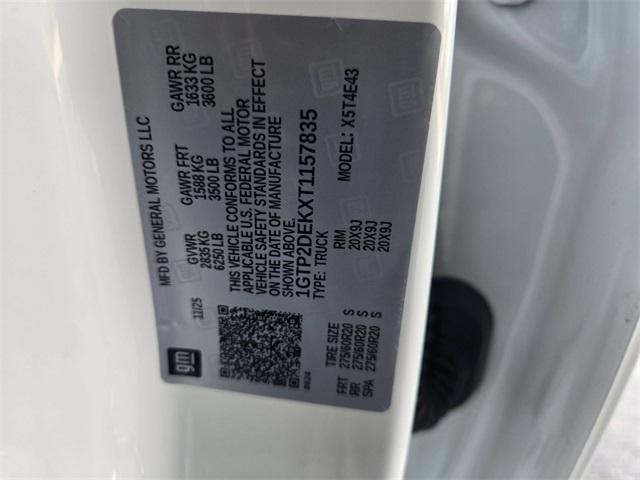 MFD BY GENERAL MOTORS LLC
11/25
GVWR
2835 KG
6250 LB
GAWR FRT
1588 KG
3500 LB
GAWR RR
1633 KG
3600 LB
THIS VEHICLE CONFORMS TO ALL
APPLICABLE U.S. FEDERAL MOTOR
VEHICLE SAFETY STANDARDS IN EFFECT
ON THE DATE OF MANUFACTURE
SHOWN ABOVE.
1GTP2DEKXT1157835
TYPE: TRUCK
MODEL: X5T4E43
TIRE SIZE RIM
FRT 275/60R20 S 20X9J
RR 275/60R20 S 20X9J
SPA 275/60R20 S 20X9J
gm